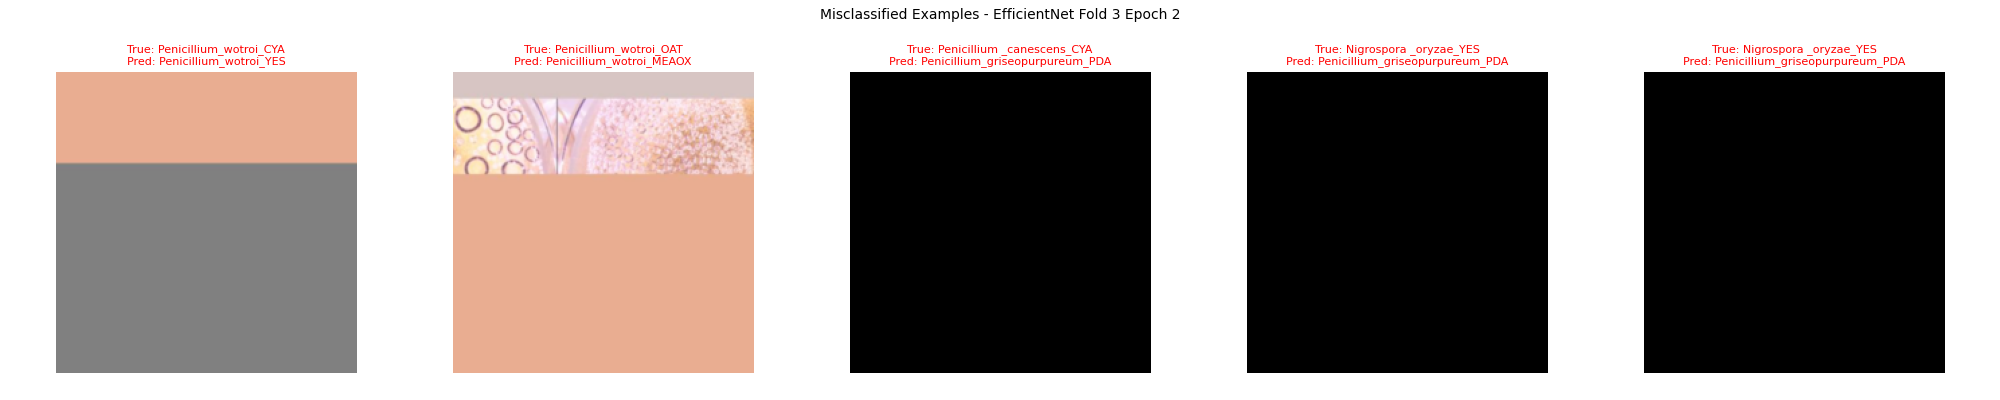 Misclassified Examples - EfficientNet Fold 3 Epoch 2
True: Penicillium_wotroi_CYA
Pred: Penicillium_wotroi_YES
True: Penicillium_wotroi_OAT
Pred: Penicillium_wotroi_MEAOX
True: Penicillium _canescens_CYA
Pred: Penicillium_griseopurpureum_PDA
True: Nigrospora _oryzae_YES
Pred: Penicillium_griseopurpureum_PDA
True: Nigrospora _oryzae_YES
Pred: Penicillium_griseopurpureum_PDA